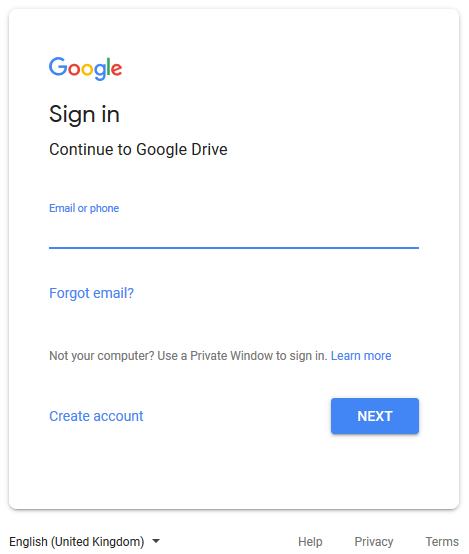 Google
Sign in
Continue to Google Drive
Email or phone
Forgot email?
Not your computer? Use a Private Window to sign in. Learn more
Create account NEXT
English (United Kingdom) Help Privacy Terms